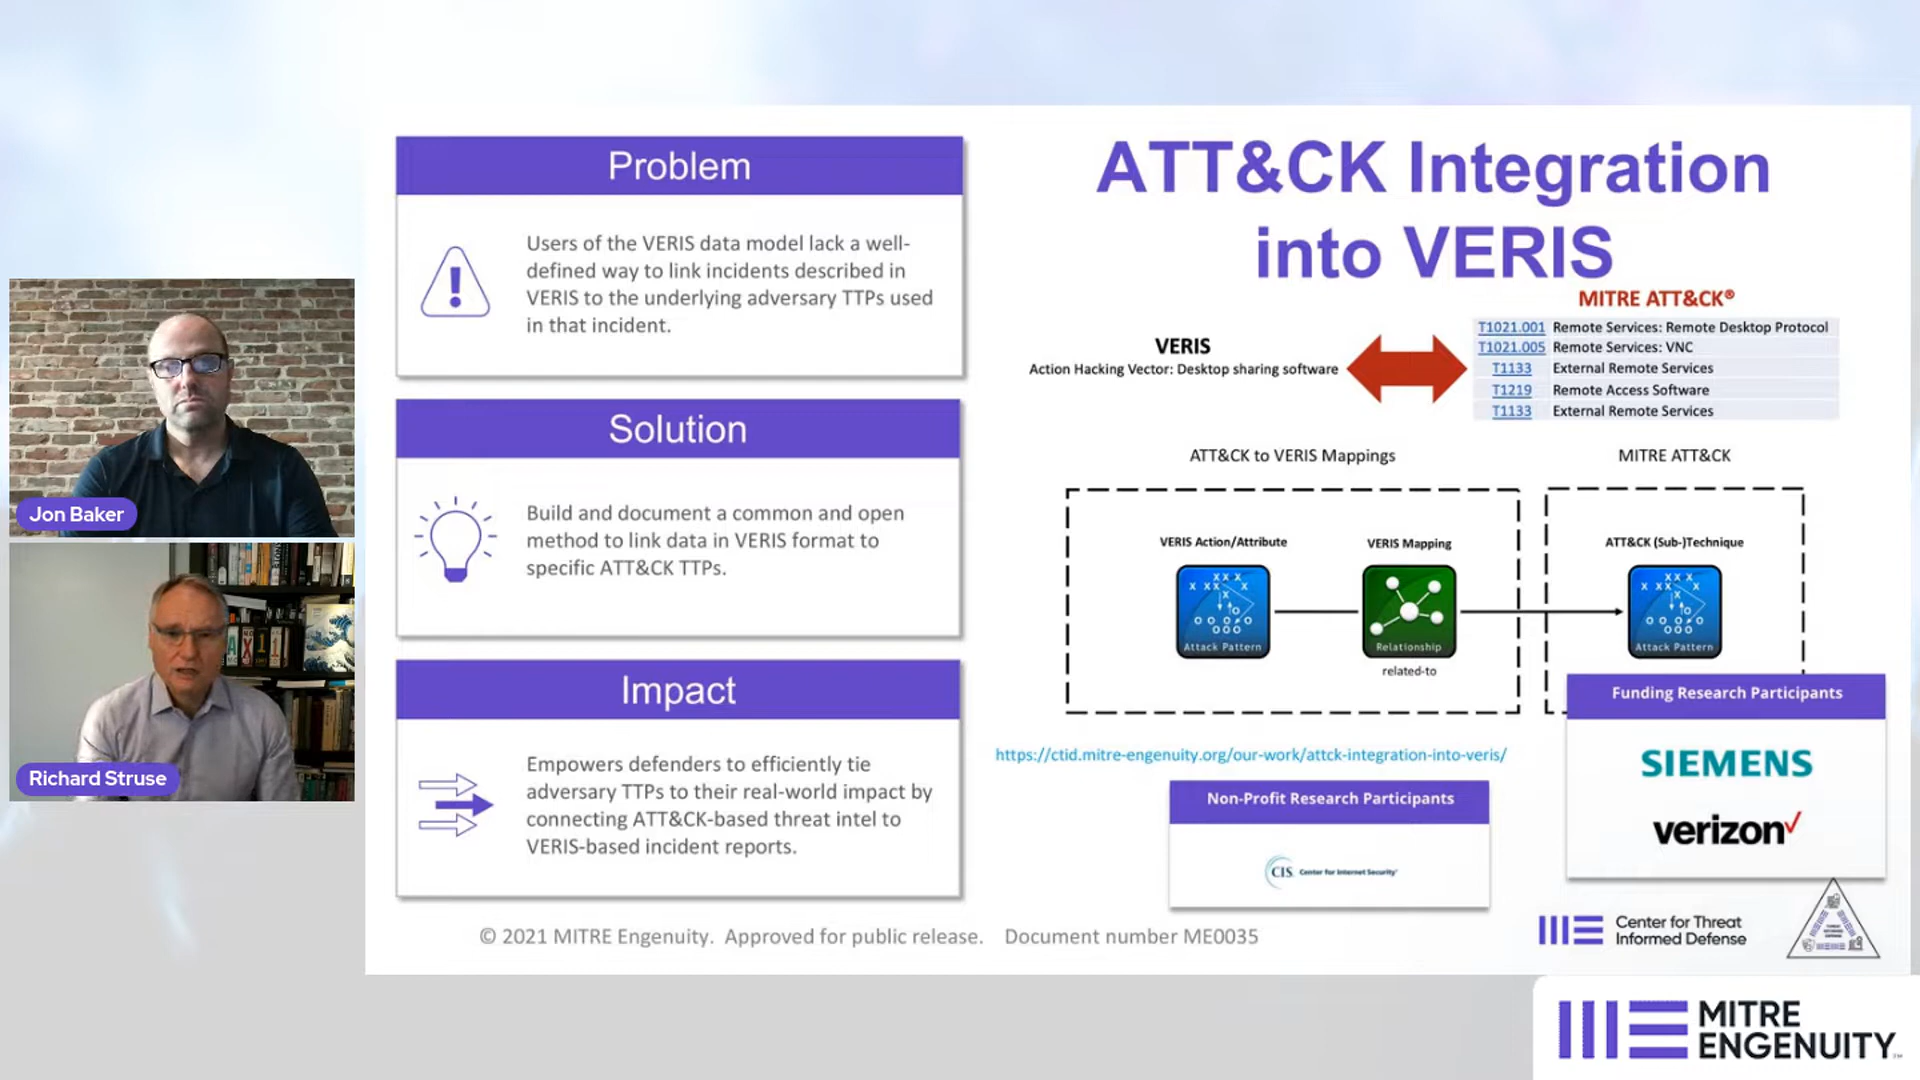 Problem
Users of the VERIS data model lack a well-
defined way to link incidents described in
VERIS to the underlying adversary TTPs used
in that incident.
Solution
Build and document a common and open
method to link data in VERIS format to
specific ATT&CK TTPs.
Impact
Empowers defenders to efficiently tie
adversary TTPs to their real-world impact by
connecting ATT&CK-based threat intel to
VERIS-based incident reports.
ATT&CK Integration
into VERIS
MITRE ATT&CK®
VERIS
Action Hacking Vector: Desktop sharing software
T1021.001 Remote Services: Remote Desktop Protocol
T1021.005 Remote Services: VNC
T1133 External Remote Services
T1219 Remote Access Software
T1133 External Remote Services
ATT&CK to VERIS Mappings
MITRE ATT&CK
VERIS Action/Attribute
VERIS Mapping
ATT&CK (Sub-)Technique
Attack Pattern
Relationship
Attack Pattern
related-to
https://ctid.mitre-engenuity.org/our-work/attck-integration-into-veris/
Non-Profit Research Participants
CIS. Center for Internet Security®
Funding Research Participants
SIEMENS
verizon✓
© 2021 MITRE Engenuity. Approved for public release. Document number ME0035
Center for Threat
Informed Defense
MITRE
ENGENUITY™
Jon Baker
Richard Struse